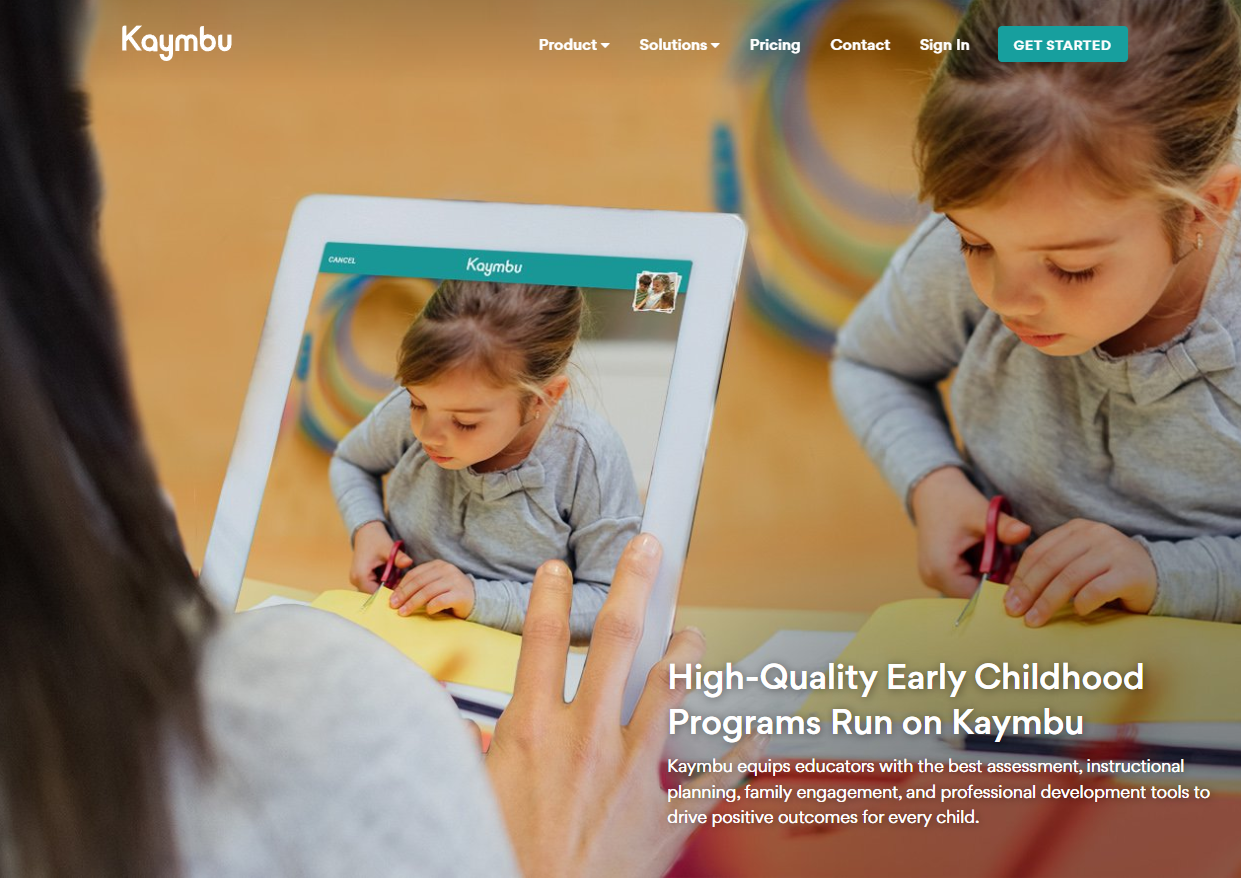 Kaymbu
Product
Solutions
Pricing
Contact
Sign In
GET STARTED
CANCEL
Kaymbu
High-Quality Early Childhood
Programs Run on Kaymbu
Kaymbu equips educators with the best assessment, instructional
planning, family engagement, and professional development tools to
drive positive outcomes for every child.